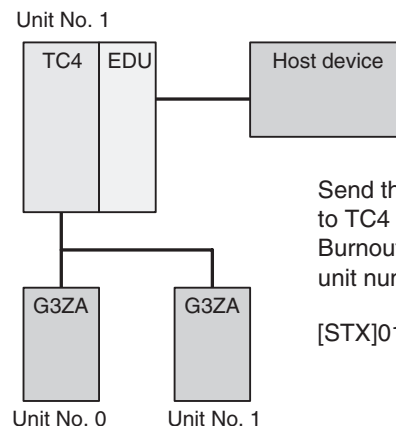 Unit No. 1
TC4 EDU
Host device
Send th
to TC4
Burnout
unit nur
[STX]01
G3ZA
G3ZA
Unit No. 0
Unit No. 1